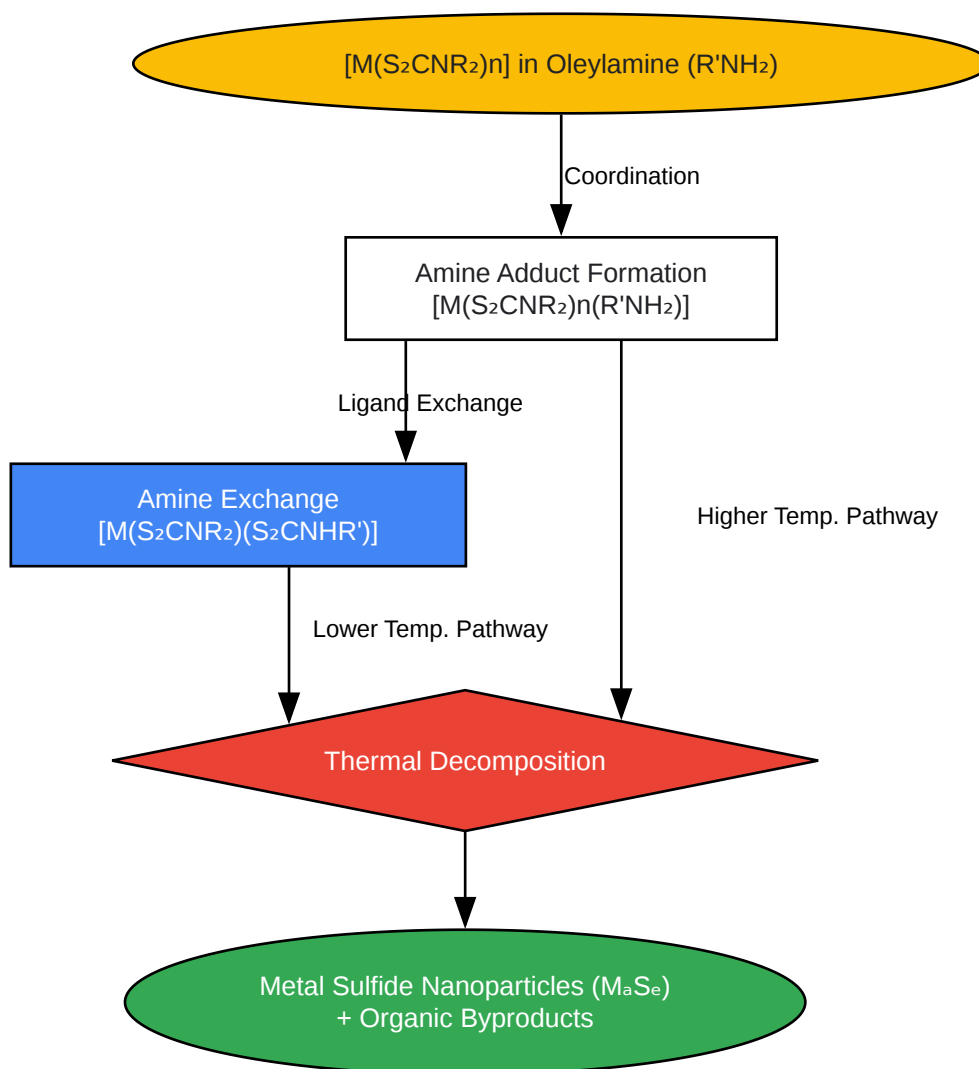 [M(S₂CNR₂)n] in Oleylamine (R'NH₂)
Coordination
Amine Adduct Formation
[M(S₂CNR₂)n(R'NH₂)]
Ligand Exchange
Amine Exchange
[M(S₂CNR₂)(S₂CNHR')]
Higher Temp. Pathway
Lower Temp. Pathway
Thermal Decomposition
Metal Sulfide Nanoparticles (MₐSₑ)
+ Organic Byproducts